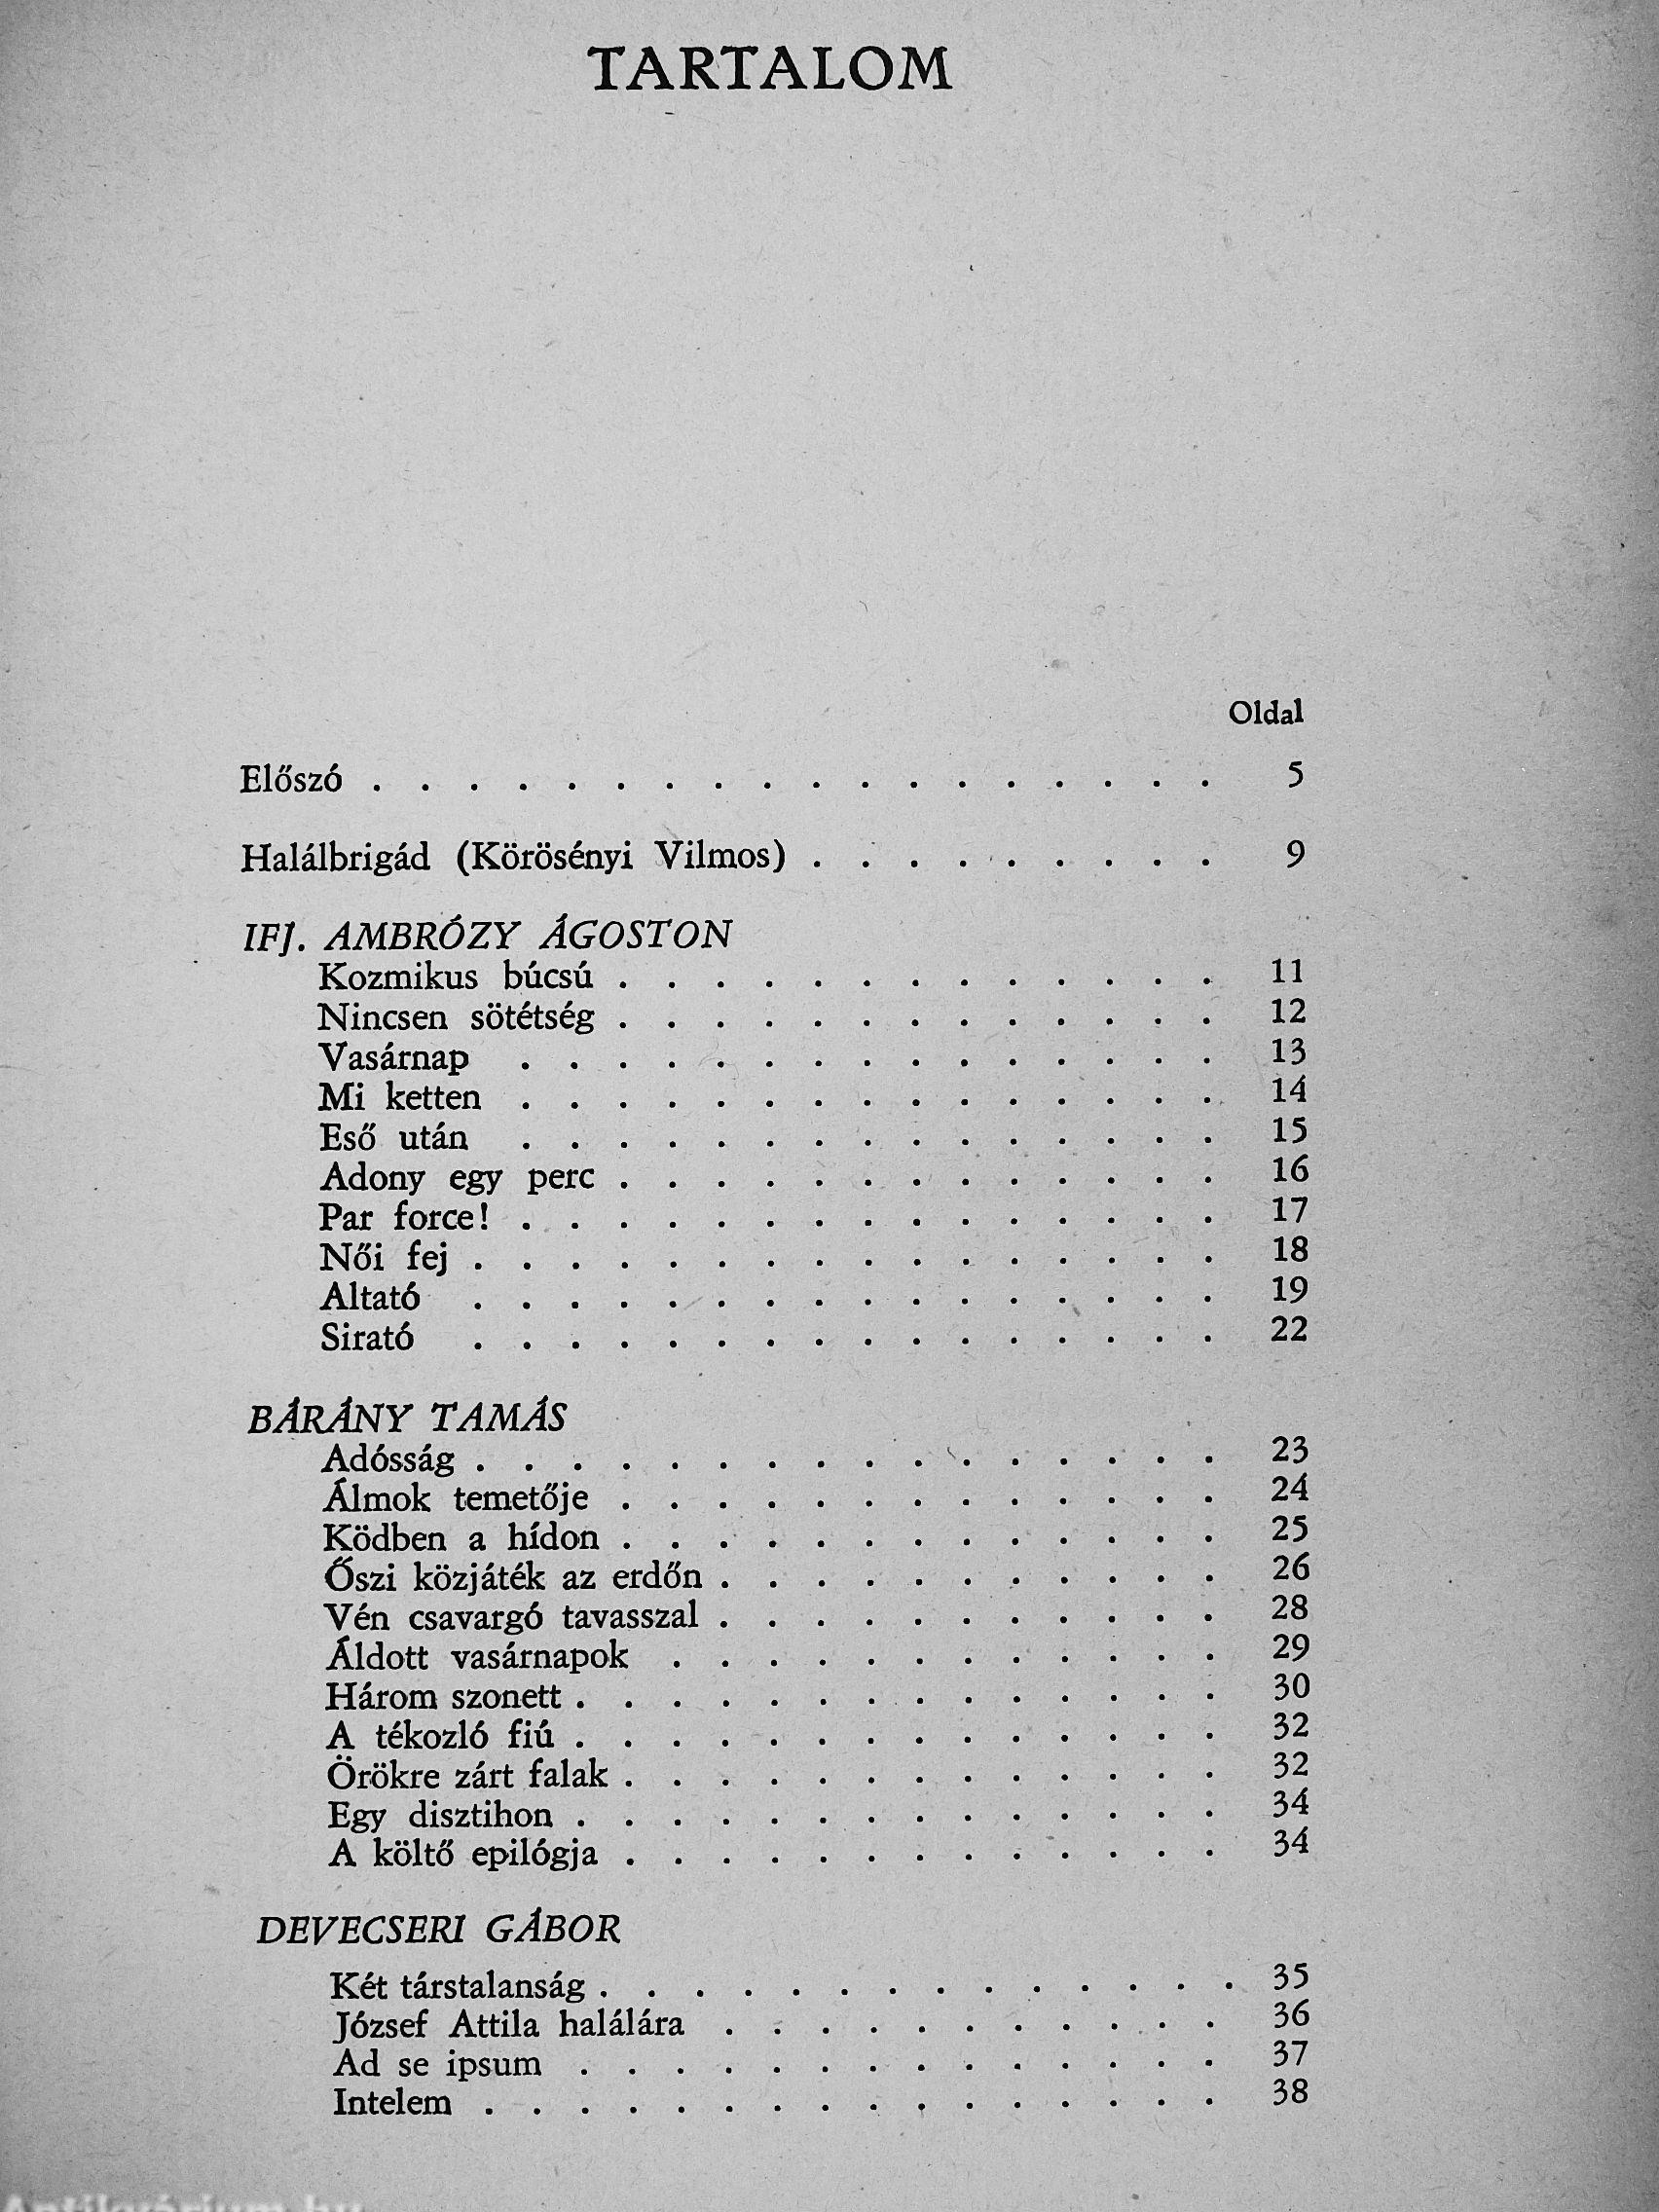 TARTALOM
Oldal
Előszó . . . . . . . . . . . . . . . . . . 5
Halálbrigád (Körösényi Vilmos) . . . . . . . . . 9
IFJ. AMBRÓZY ÁGOSTON
Kozmikus búcsú . . . . . . . . . . . . . 11
Nincsen sötétség . . . . . . . . . . . . . 12
Vasárnap . . . . . . . . . . . . . . . 13
Mi ketten . . . . . . . . . . . . . . . 14
Eső után . . . . . . . . . . . . . . . 15
Adony egy perc . . . . . . . . . . . . . 16
Par force! . . . . . . . . . . . . . . . 17
Női fej . . . . . . . . . . . . . . . . 18
Altató . . . . . . . . . . . . . . . . 19
Sirató . . . . . . . . . . . . . . . . 22
BÁRÁNY TAMÁS
Adósság . . . . . . . . . . . . . . . . 23
Álmok temetője . . . . . . . . . . . . . 24
Ködben a hídon . . . . . . . . . . . . . 25
Őszi közjáték az erdőn . . . . . . . . . . . 26
Vén csavargó tavasszal . . . . . . . . . . . 28
Áldott vasárnapok . . . . . . . . . . . . 29
Három szonett . . . . . . . . . . . . . . 30
A tékozló fiú . . . . . . . . . . . . . . 32
Örökre zárt falak . . . . . . . . . . . . . 32
Egy disztihon . . . . . . . . . . . . . . 34
A költő epilógja . . . . . . . . . . . . . 34
DEVECSERI GÁBOR
Két társtalanság . . . . . . . . . . . . . . 35
József Attila halálára . . . . . . . . . . . 36
Ad se ipsum . . . . . . . . . . . . . . 37
Intelem . . . . . . . . . . . . . . . . 38